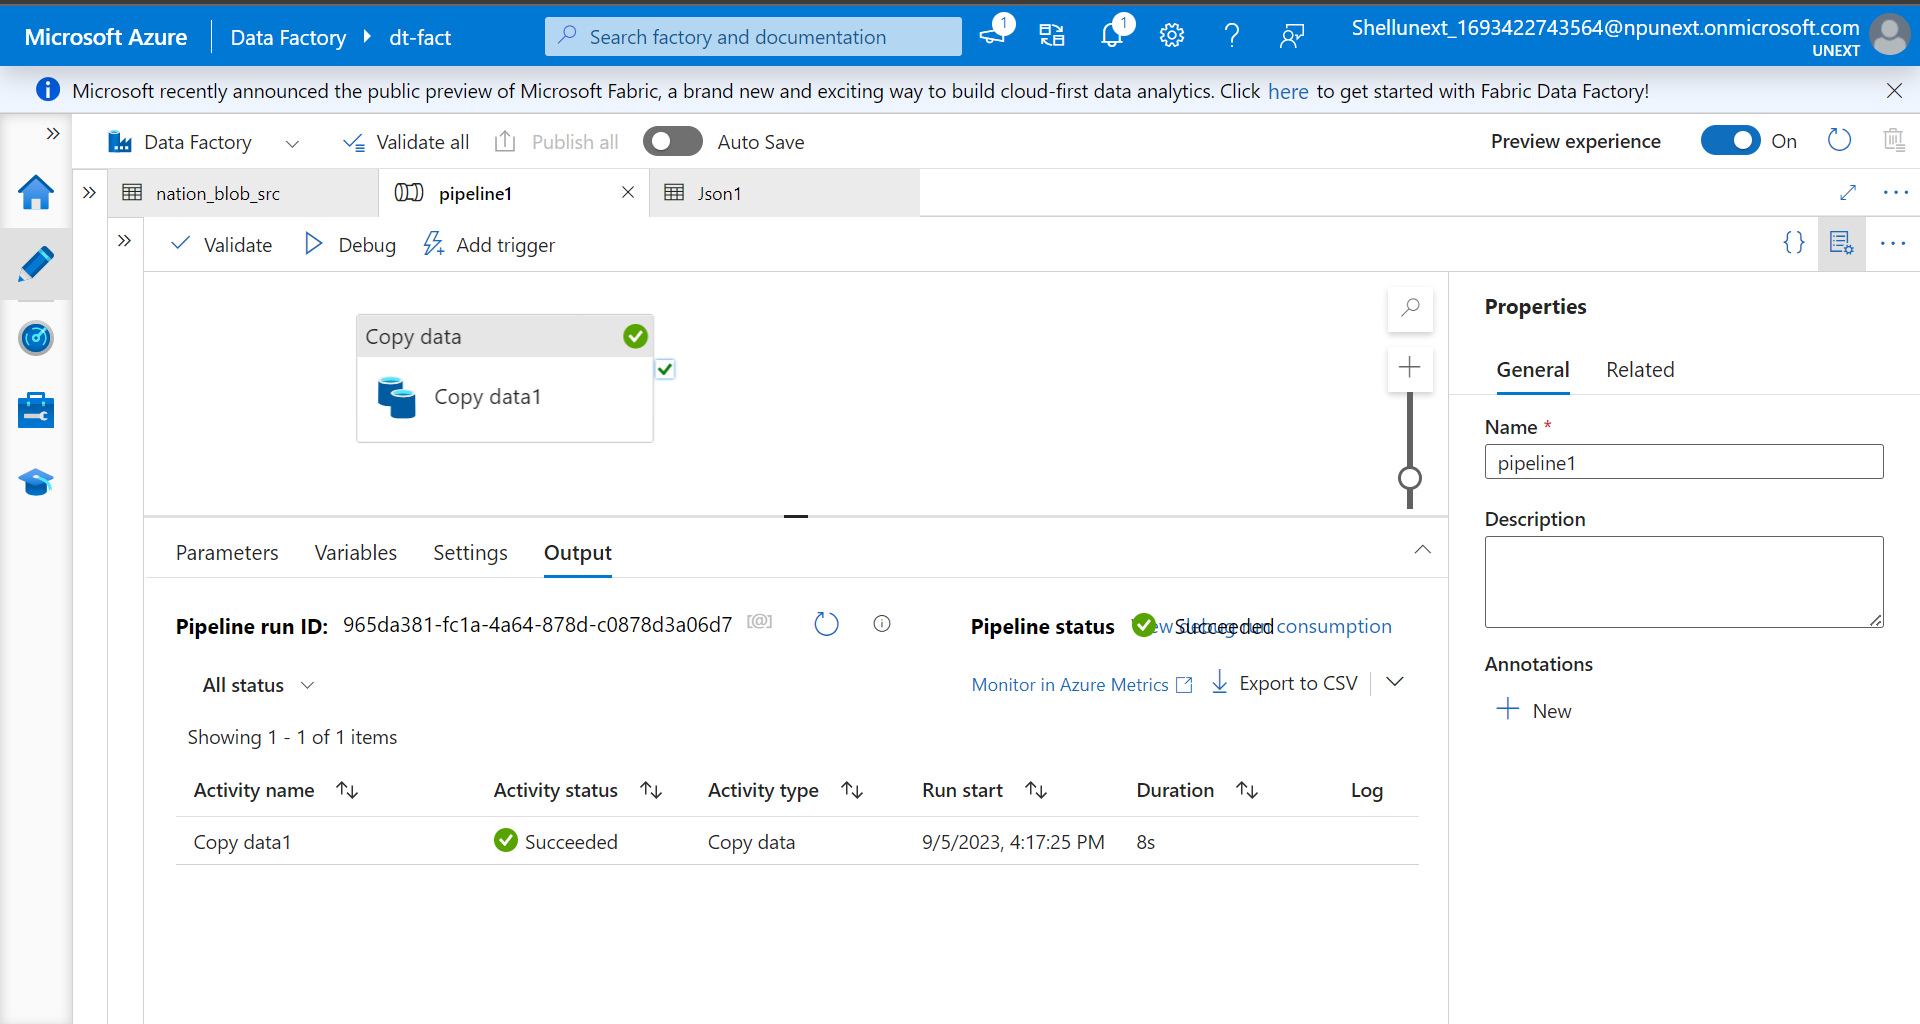 Microsoft Azure Data Factory dt-fact Search factory and documentation 1 1 ? Shellunext_1693422743564@npunext.onmicrosoft.com
UNEXT
Microsoft recently announced the public preview of Microsoft Fabric, a brand new and exciting way to build cloud-first data analytics. Click here to get started with Fabric Data Factory!
Data Factory Validate all Publish all Auto Save Preview experience On
nation_blob_src pipeline1 Json1
Validate Debug Add trigger {}
Copy data
Copy data1
Properties
General Related
Name *
pipeline1
Description
Annotations
New
Parameters Variables Settings Output
Pipeline run ID: 965da381-fc1a-4a64-878d-c0878d3a06d7 [@] Pipeline status Succeeded View debug run consumption
All status Monitor in Azure Metrics Export to CSV
Showing 1 - 1 of 1 items
Activity name Activity status Activity type Run start Duration Log
Copy data1 Succeeded Copy data 9/5/2023, 4:17:25 PM 8s